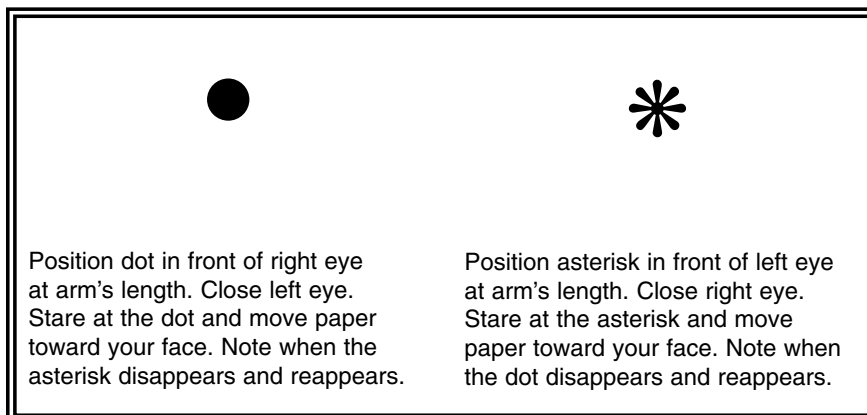 Position dot in front of right eye
at arm's length. Close left eye.
Stare at the dot and move paper
toward your face. Note when the
asterisk disappears and reappears.
Position asterisk in front of left eye
at arm's length. Close right eye.
Stare at the asterisk and move
paper toward your face. Note when
the dot disappears and reappears.